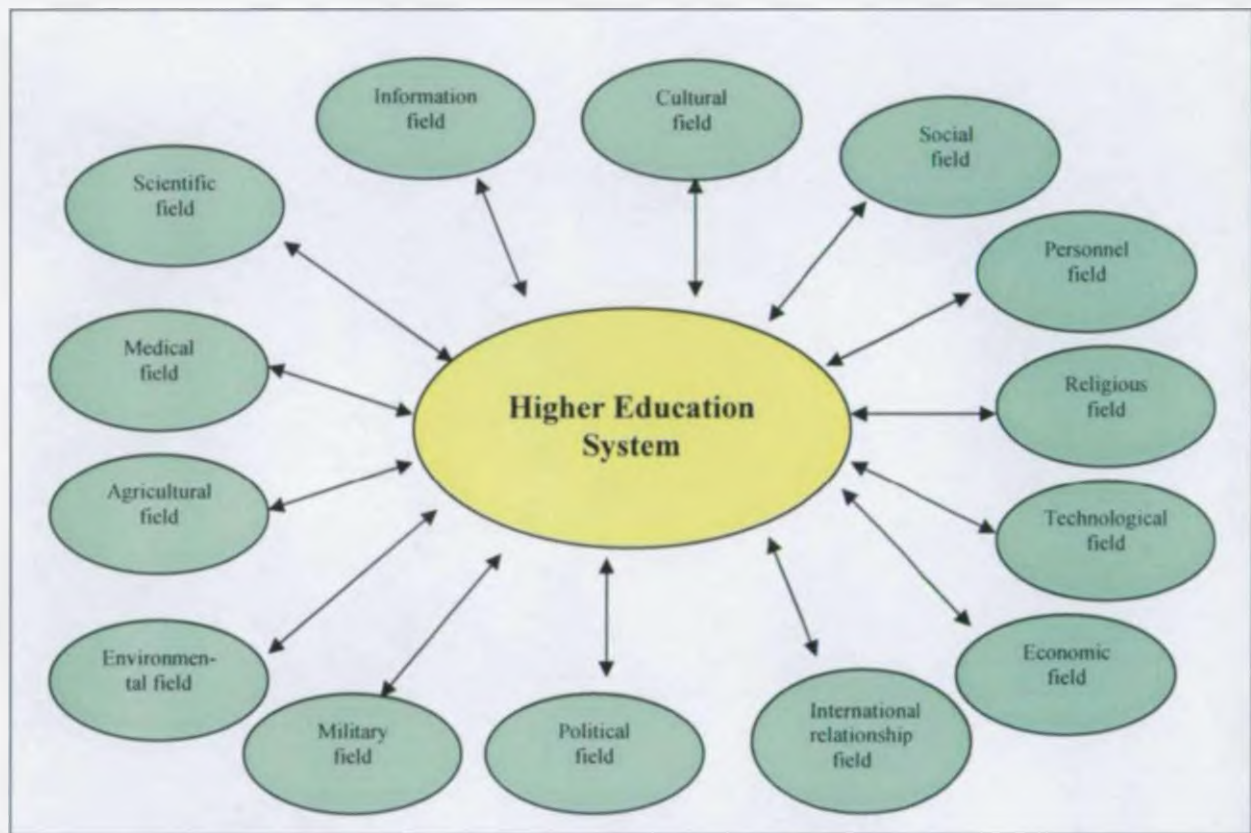 Information
field
Cultural
field
Social
field
Scientific
field
Personnel
field
Medical
field
Higher Education
System
Religious
field
Agricultural
field
Technological
field
Environmen-
tal field
Economic
field
Military
field
Political
field
International
relationship
field